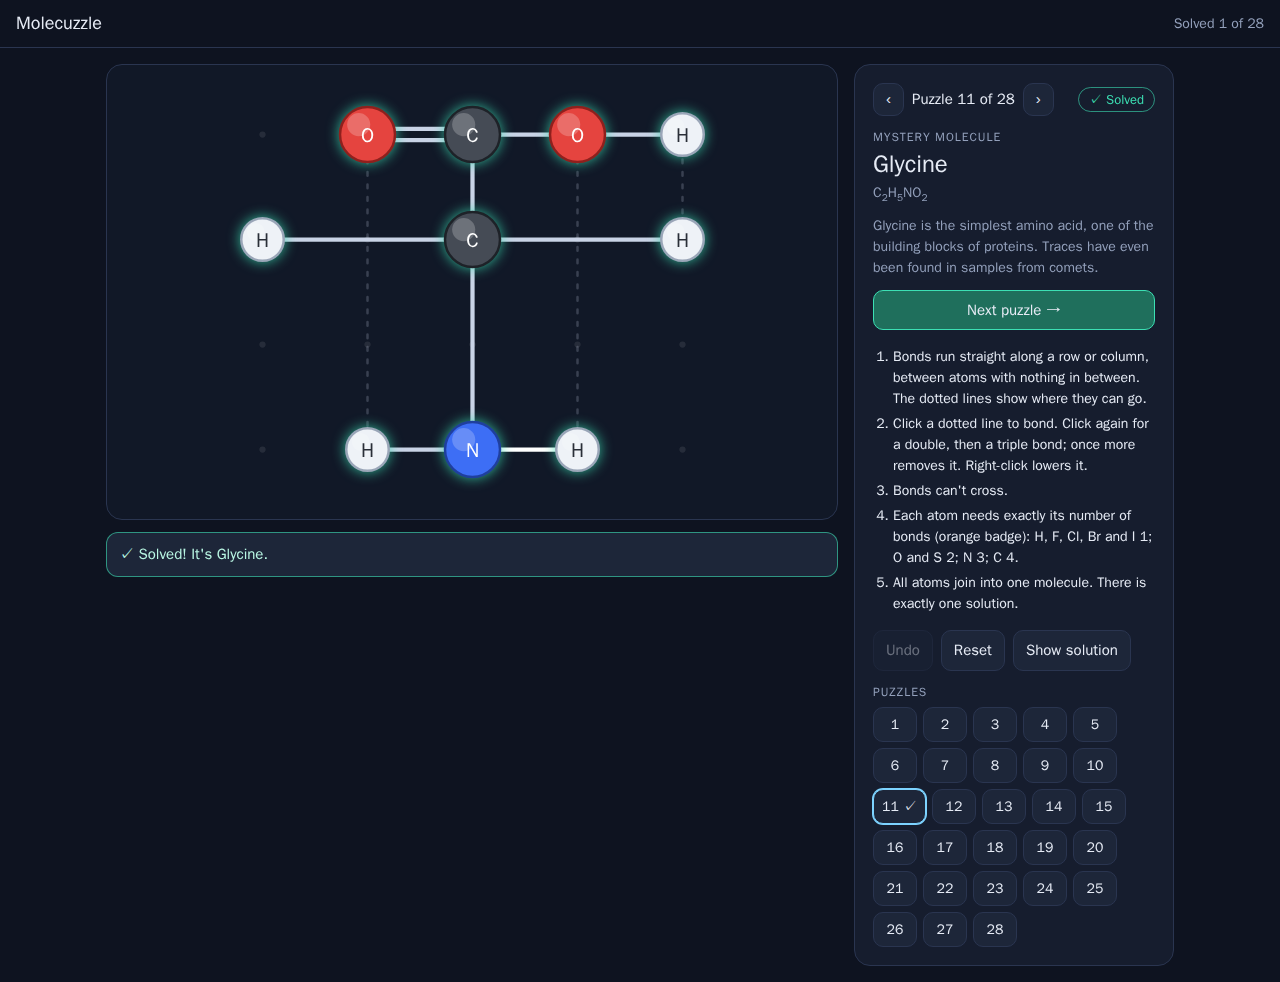 Molecuzzle
Solved 1 of 28
O
C
O
H
H
C
H
H
N
H
✓ Solved! It's Glycine.
‹
Puzzle 11 of 28
›
✓ Solved
MYSTERY MOLECULE
Glycine
C₂H₅NO₂
Glycine is the simplest amino acid, one of the
building blocks of proteins. Traces have even
been found in samples from comets.
Next puzzle →
1. Bonds run straight along a row or column,
between atoms with nothing in between.
The dotted lines show where they can go.
2. Click a dotted line to bond. Click again for
a double, then a triple bond; once more
removes it. Right-click lowers it.
3. Bonds can't cross.
4. Each atom needs exactly its number of
bonds (orange badge): H, F, Cl, Br and I 1;
O and S 2; N 3; C 4.
5. All atoms join into one molecule. There is
exactly one solution.
Undo
Reset
Show solution
PUZZLES
1 2 3 4 5
6 7 8 9 10
11 ✓ 12 13 14 15
16 17 18 19 20
21 22 23 24 25
26 27 28